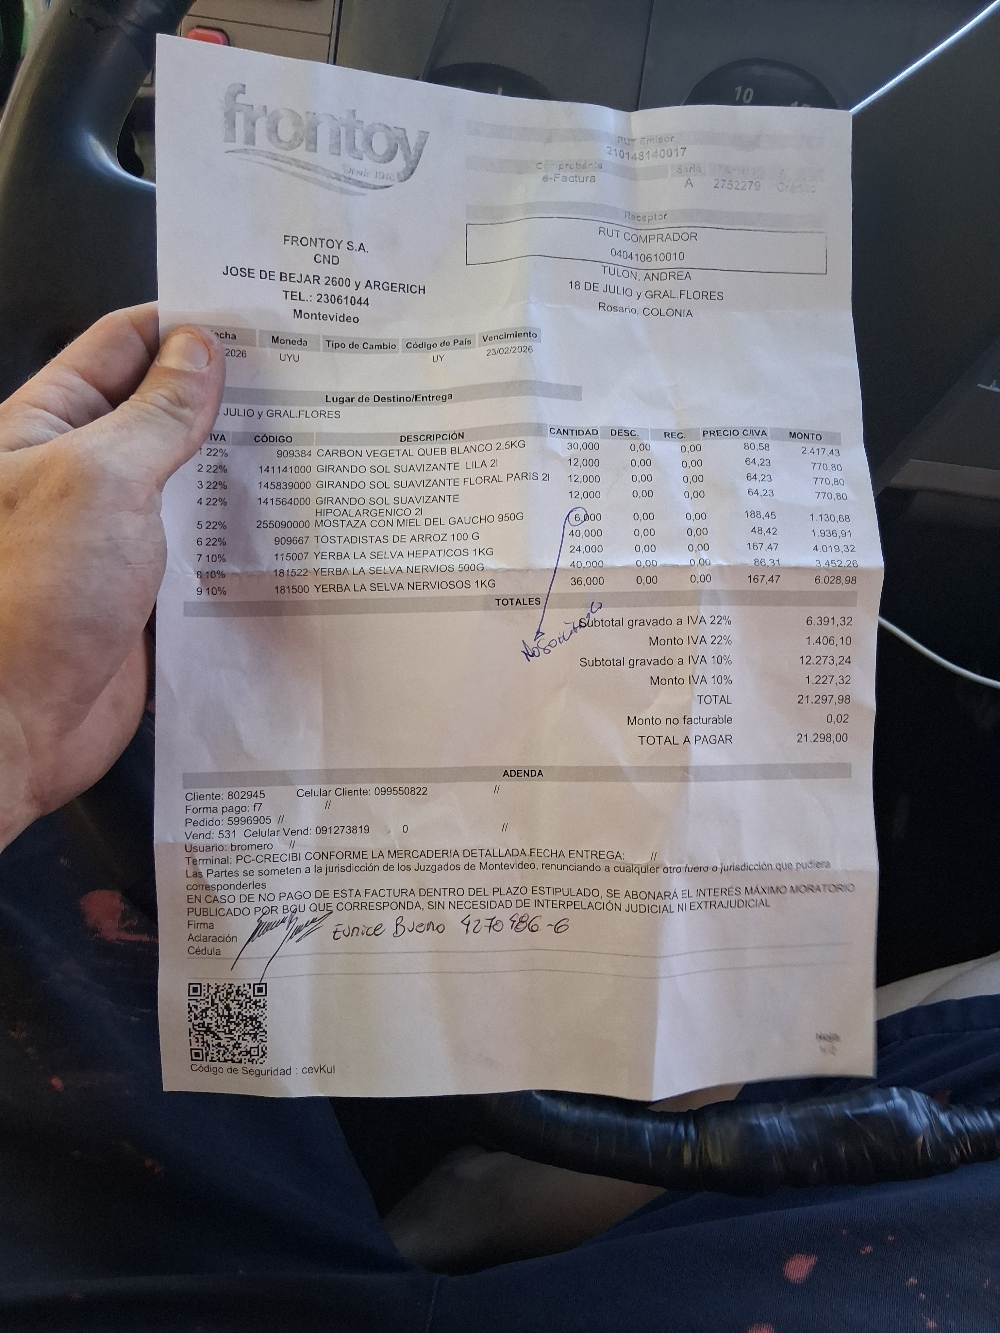 frontoy
Desde 1948
RUT Emisor
210148140017
Comprobante
Serie
e-Factura
A 2752279 Crédito
Receptor
RUT COMPRADOR
040410610010
TULON, ANDREA
18 DE JULIO y GRAL.FLORES
Rosario, COLONIA
FRONTOY S.A.
CND
JOSE DE BEJAR 2600 y ARGERICH
TEL.: 23061044
Montevideo
echa Moneda Tipo de Cambio Código de País Vencimiento
2026 UYU UY 23/02/2026
Lugar de Destino/Entrega
JULIO y GRAL.FLORES
IVA CÓDIGO DESCRIPCIÓN CANTIDAD DESC. REC. PRECIO C/IVA MONTO
1 22% 909384 CARBON VEGETAL QUEB BLANCO 2.5KG 30,000 0,00 0,00 80,58 2.417,43
2 22% 141141000 GIRANDO SOL SUAVIZANTE LILA 2l 12,000 0,00 0,00 64,23 770,80
3 22% 145839000 GIRANDO SOL SUAVIZANTE FLORAL PARIS 2l 12,000 0,00 0,00 64,23 770,80
4 22% 141564000 GIRANDO SOL SUAVIZANTE 12,000 0,00 0,00 64,23 770,80
HIPOALARGENICO 2l
5 22% 255090000 MOSTAZA CON MIEL DEL GAUCHO 950G 6,000 0,00 0,00 188,45 1.130,68
6 22% 909667 TOSTADISTAS DE ARROZ 100 G 40,000 0,00 0,00 48,42 1.936,91
7 10% 115007 YERBA LA SELVA HEPATICOS 1KG 24,000 0,00 0,00 167,47 4.019,32
8 10% 181522 YERBA LA SELVA NERVIOS 500G 40,000 0,00 0,00 86,31 3.452,26
9 10% 181500 YERBA LA SELVA NERVIOSOS 1KG 36,000 0,00 0,00 167,47 6.028,98
TOTALES
Subtotal gravado a IVA 22% 6.391,32
Monto IVA 22% 1.406,10
Subtotal gravado a IVA 10% 12.273,24
Monto IVA 10% 1.227,32
TOTAL 21.297,98
Monto no facturable 0,02
TOTAL A PAGAR 21.298,00
ADENDA
Cliente: 802945 Celular Cliente: 099550822 //
Forma pago: f7 //
Pedido: 5996905 //
Vend: 531 Celular Vend: 091273819 0 //
Usuario: bromero //
Terminal: PC-CRECIBI CONFORME LA MERCADERIA DETALLADA.FECHA ENTREGA: //
Las Partes se someten a la jurisdicción de los Juzgados de Montevideo, renunciando a cualquier otro fuero o jurisdicción que pudiera
corresponderles
EN CASO DE NO PAGO DE ESTA FACTURA DENTRO DEL PLAZO ESTIPULADO, SE ABONARÁ EL INTERÉS MÁXIMO MORATORIO
PUBLICADO POR BCU QUE CORRESPONDA, SIN NECESIDAD DE INTERPELACIÓN JUDICIAL NI EXTRAJUDICIAL
Firma
Aclaración Eunice Bueno 4270486-6
Cédula
Código de Seguridad : cevKul
10